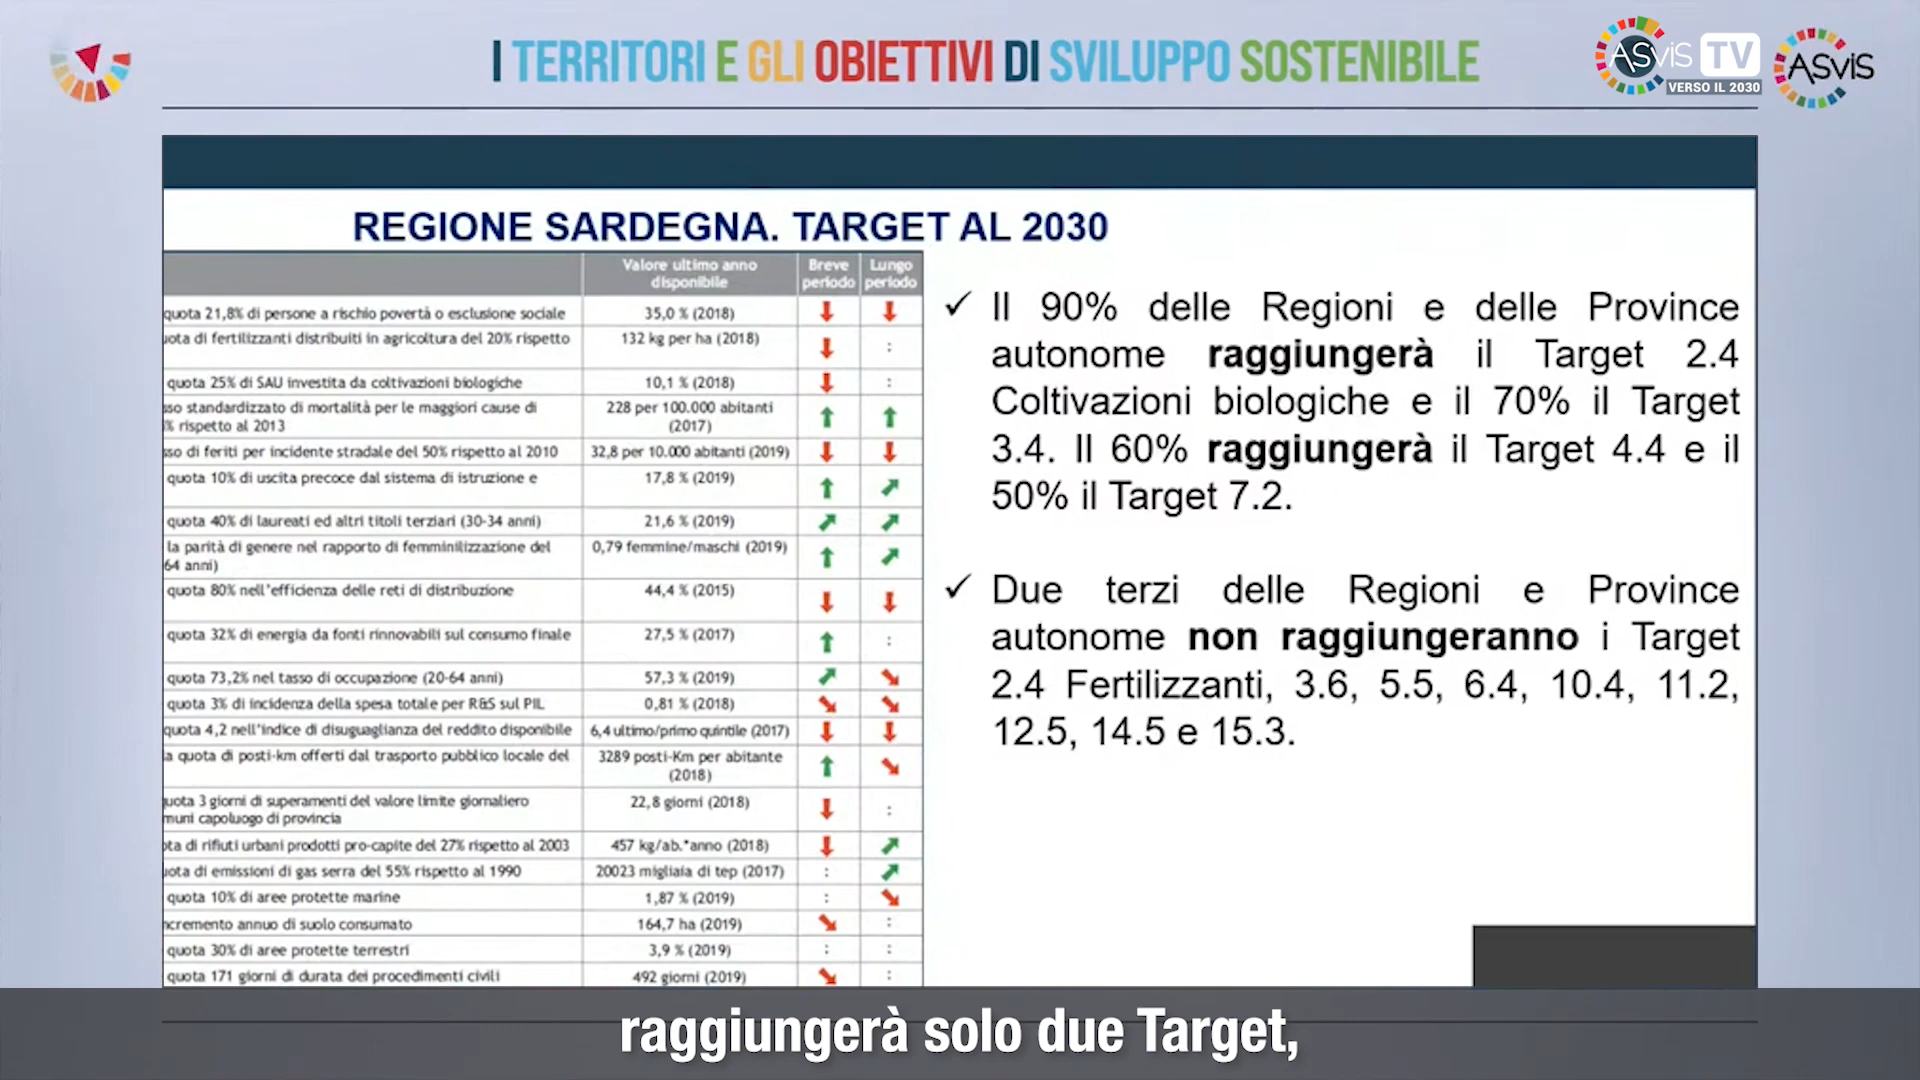 I TERRITORI E GLI OBIETTIVI DI SVILUPPO SOSTENIBILE
ASviS TV
VERSO IL 2030
ASviS
REGIONE SARDEGNA. TARGET AL 2030
Valore ultimo anno disponibile Breve periodo Lungo periodo
quota 21,8% di persone a rischio povertà o esclusione sociale 35,0 % (2018)
uota di fertilizzanti distribuiti in agricoltura del 20% rispetto 132 kg per ha (2018) :
quota 25% di SAU investita da coltivazioni biologiche 10,1 % (2018) :
sso standardizzato di mortalità per le maggiori cause di 228 per 100.000 abitanti
% rispetto al 2013 (2017)
sso di feriti per incidente stradale del 50% rispetto al 2010 32,8 per 10.000 abitanti (2019)
quota 10% di uscita precoce dal sistema di istruzione e 17,8 % (2019)
quota 40% di laureati ed altri titoli terziari (30-34 anni) 21,6 % (2019)
la parità di genere nel rapporto di femminilizzazione del 0,79 femmine/maschi (2019)
64 anni)
quota 80% nell'efficienza delle reti di distribuzione 44,4 % (2015)
quota 32% di energia da fonti rinnovabili sul consumo finale 27,5 % (2017) :
quota 73,2% nel tasso di occupazione (20-64 anni) 57,3 % (2019)
quota 3% di incidenza della spesa totale per R&S sul PIL 0,81 % (2018)
quota 4,2 nell'indice di disuguaglianza del reddito disponibile 6,4 ultimo/primo quintile (2017)
a quota di posti-km offerti dal trasporto pubblico locale del 3289 posti-Km per abitante
(2018)
uota 3 giorni di superamenti del valore limite giornaliero 22,8 giorni (2018) :
muni capoluogo di provincia
ota di rifiuti urbani prodotti pro-capite del 27% rispetto al 2003 457 kg/ab.*anno (2018)
uota di emissioni di gas serra del 55% rispetto al 1990 20023 migliaia di tep (2017) :
quota 10% di aree protette marine 1,87 % (2019) :
ncremento annuo di suolo consumato 164,7 ha (2019) :
quota 30% di aree protette terrestri 3,9 % (2019) : :
quota 171 giorni di durata dei procedimenti civili 492 giorni (2019) :
✓ Il 90% delle Regioni e delle Province
autonome raggiungerà il Target 2.4
Coltivazioni biologiche e il 70% il Target
3.4. Il 60% raggiungerà il Target 4.4 e il
50% il Target 7.2.
✓ Due terzi delle Regioni e Province
autonome non raggiungeranno i Target
2.4 Fertilizzanti, 3.6, 5.5, 6.4, 10.4, 11.2,
12.5, 14.5 e 15.3.
raggiungerà solo due Target,